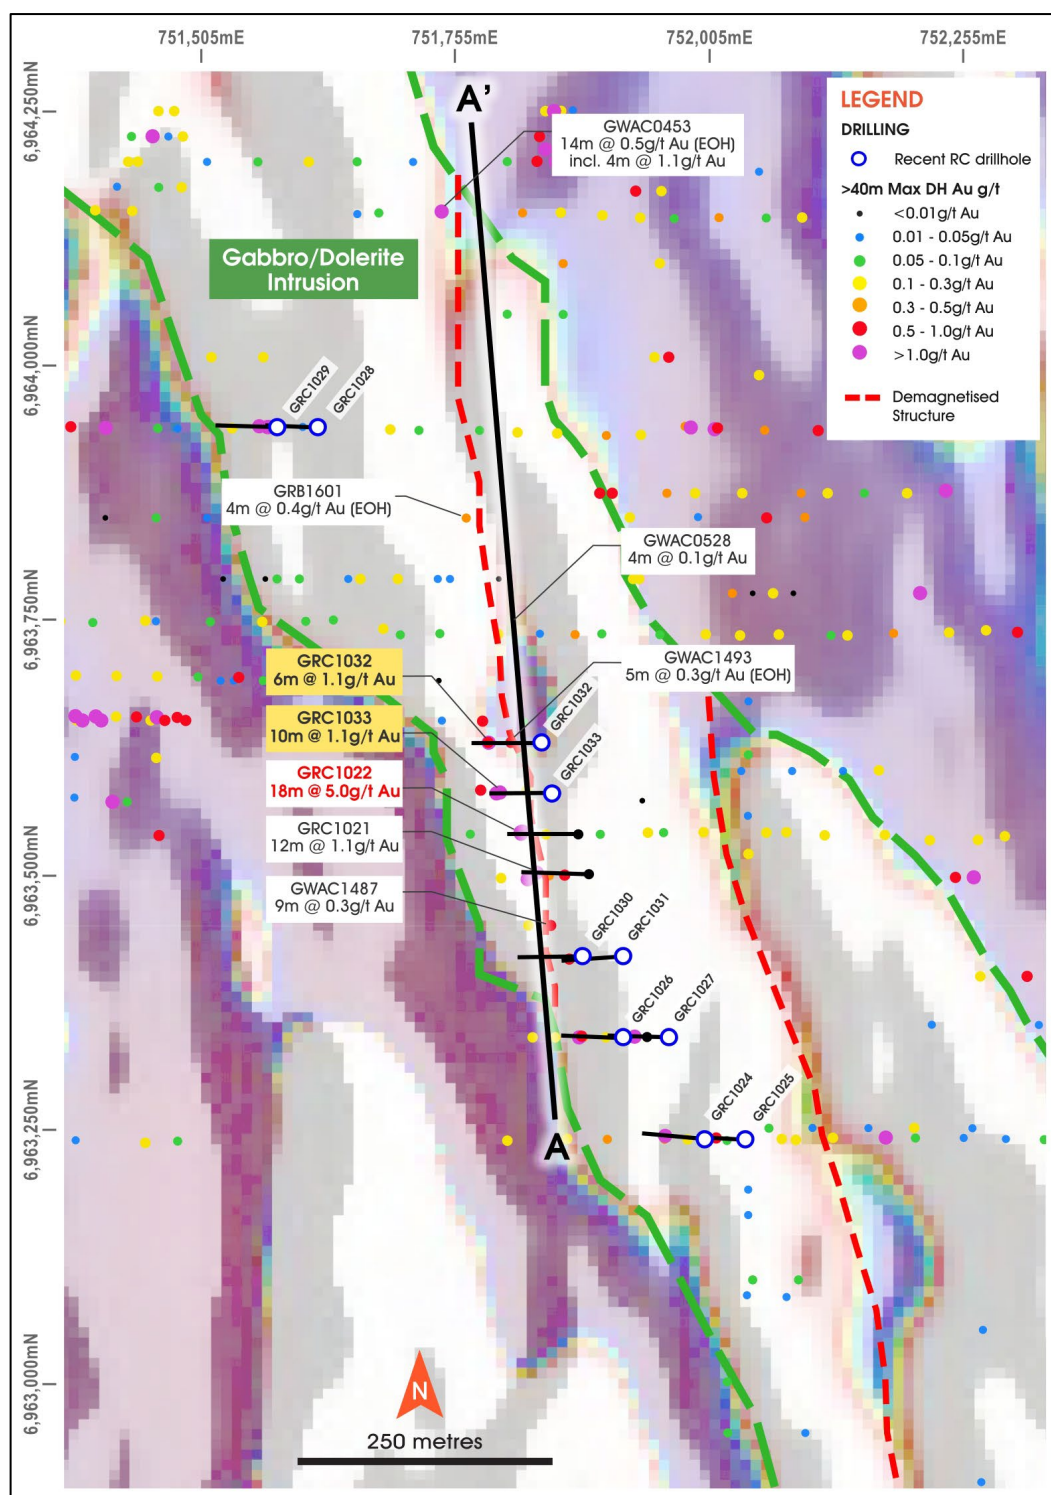 751,505mE
751,755mE
752,005mE
752,255mE
6,964,250mN
6,964,000mN
6,963,750mN
6,963,500mN
6,963,250mN
6,963,000mN
A’
GWAC0453
14m @ 0.5g/t Au (EOH)
incl. 4m @ 1.1g/t Au
LEGEND
DRILLING
Recent RC drillhole
>40m Max DH Au g/t
<0.01g/t Au
0.01 - 0.05g/t Au
0.05 - 0.1g/t Au
0.1 - 0.3g/t Au
0.3 - 0.5g/t Au
0.5 - 1.0g/t Au
>1.0g/t Au
Demagnetised
Structure
Gabbro/Dolerite
Intrusion
GRC1029
GRC1028
GRB1601
4m @ 0.4g/t Au (EOH)
GWAC0528
4m @ 0.1g/t Au
GRC1032
6m @ 1.1g/t Au
GWAC1493
5m @ 0.3g/t Au (EOH)
GRC1032
GRC1033
10m @ 1.1g/t Au
GRC1033
GRC1022
18m @ 5.0g/t Au
GRC1021
12m @ 1.1g/t Au
GWAC1487
9m @ 0.3g/t Au
GRC1030
GRC1031
GRC1026
GRC1027
GRC1024
GRC1025
A
N
250 metres